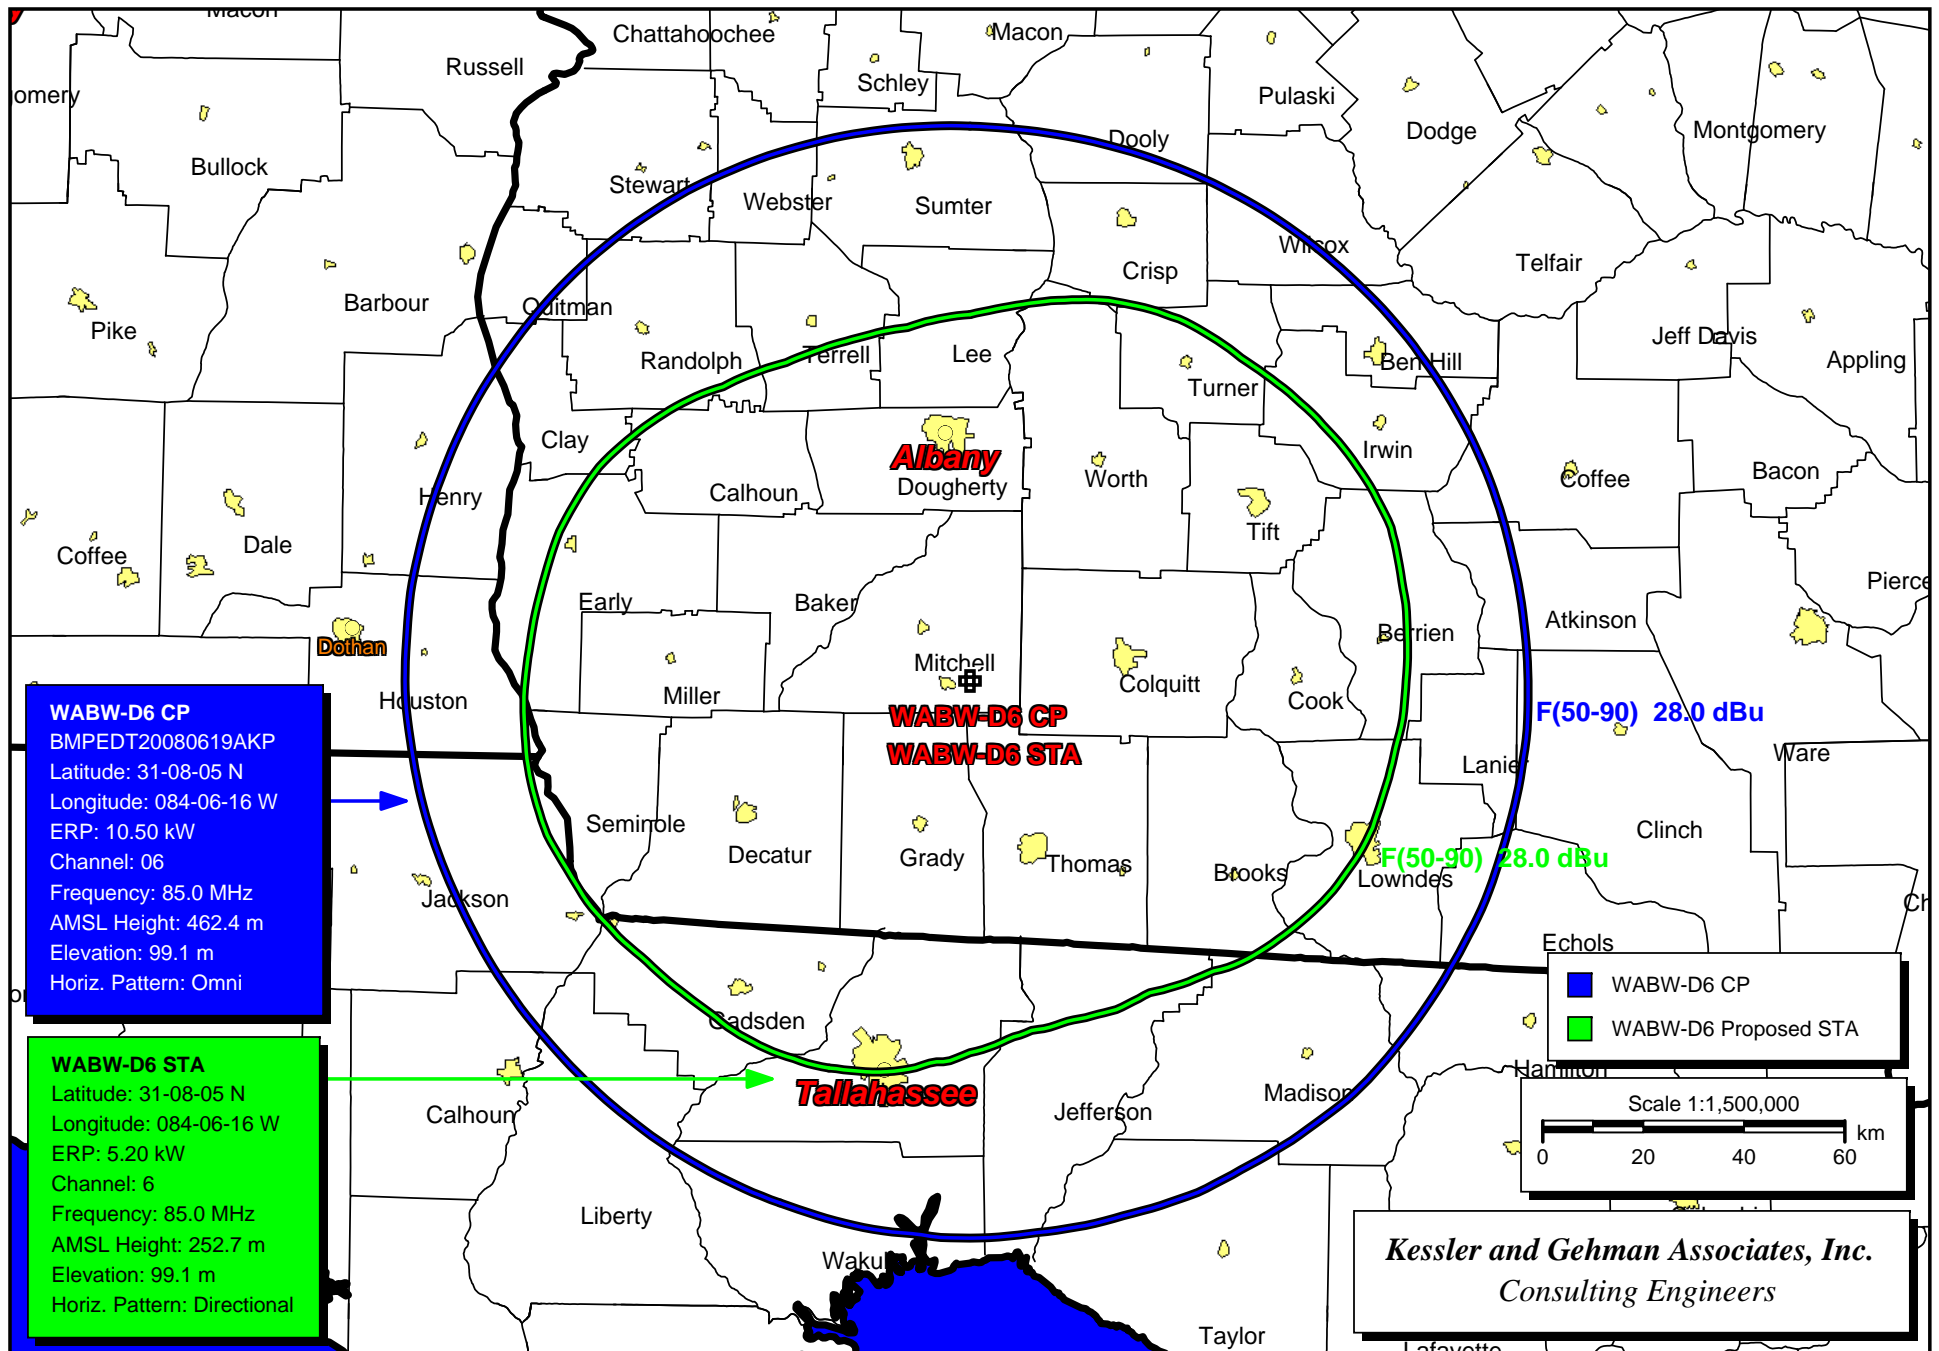 Macon
Chattahoochee
Macon
Russell
Schley
gomery
Pulaski
Dodge
Montgomery
Dooly
Bullock
Stewart
Webster
Sumter
Wilcox
Telfair
Crisp
Barbour
Quitman
Pike
Jeff Davis
Appling
Randolph
Terrell
Lee
Turner
Ben Hill
Clay
Irwin
Albany
Dougherty
Worth
Coffee
Bacon
Henry
Calhoun
Tift
Coffee
Dale
Pierce
Early
Baker
Berrien
Atkinson
Dothan
Mitchell
Houston
Miller
Colquitt
Cook
WABW-D6 CP
WABW-D6 STA
F(50-90) 28.0 dBu
Lanier
Ware
Seminole
Decatur
Grady
Thomas
Brooks
F(50-90) 28.0 dBu
Lowndes
Clinch
Jackson
Ch
Echols
WABW-D6 CP
BMPEDT20080619AKP
Latitude: 31-08-05 N
Longitude: 084-06-16 W
ERP: 10.50 kW
Channel: 06
Frequency: 85.0 MHz
AMSL Height: 462.4 m
Elevation: 99.1 m
Horiz. Pattern: Omni
WABW-D6 CP
WABW-D6 Proposed STA
Gadsden
Hamilton
Tallahassee
Madison
Jefferson
Calhoun
WABW-D6 STA
Latitude: 31-08-05 N
Longitude: 084-06-16 W
ERP: 5.20 kW
Channel: 6
Frequency: 85.0 MHz
AMSL Height: 252.7 m
Elevation: 99.1 m
Horiz. Pattern: Directional
Scale 1:1,500,000
km
0 20 40 60
Liberty
Kessler and Gehman Associates, Inc.
Consulting Engineers
Taylor
Lafayette